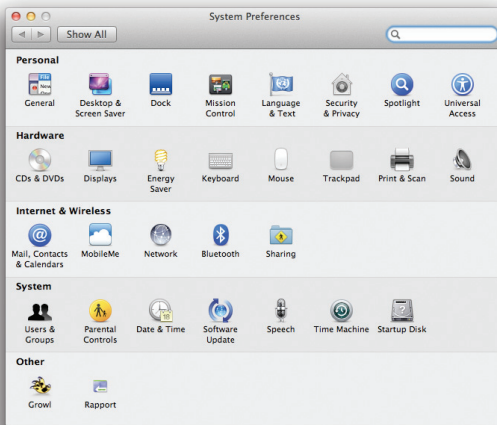 System Preferences
Show All
Personal
General
Desktop &
Screen Saver
Dock
Mission
Control
Language
& Text
Security
& Privacy
Spotlight
Universal
Access
Hardware
CDs & DVDs
Displays
Energy
Saver
Keyboard
Mouse
Trackpad
Print & Scan
Sound
Internet & Wireless
Mail, Contacts
& Calendars
MobileMe
Network
Bluetooth
Sharing
System
Users &
Groups
Parental
Controls
Date & Time
Software
Update
Speech
Time Machine
Startup Disk
Other
Growl
Rapport